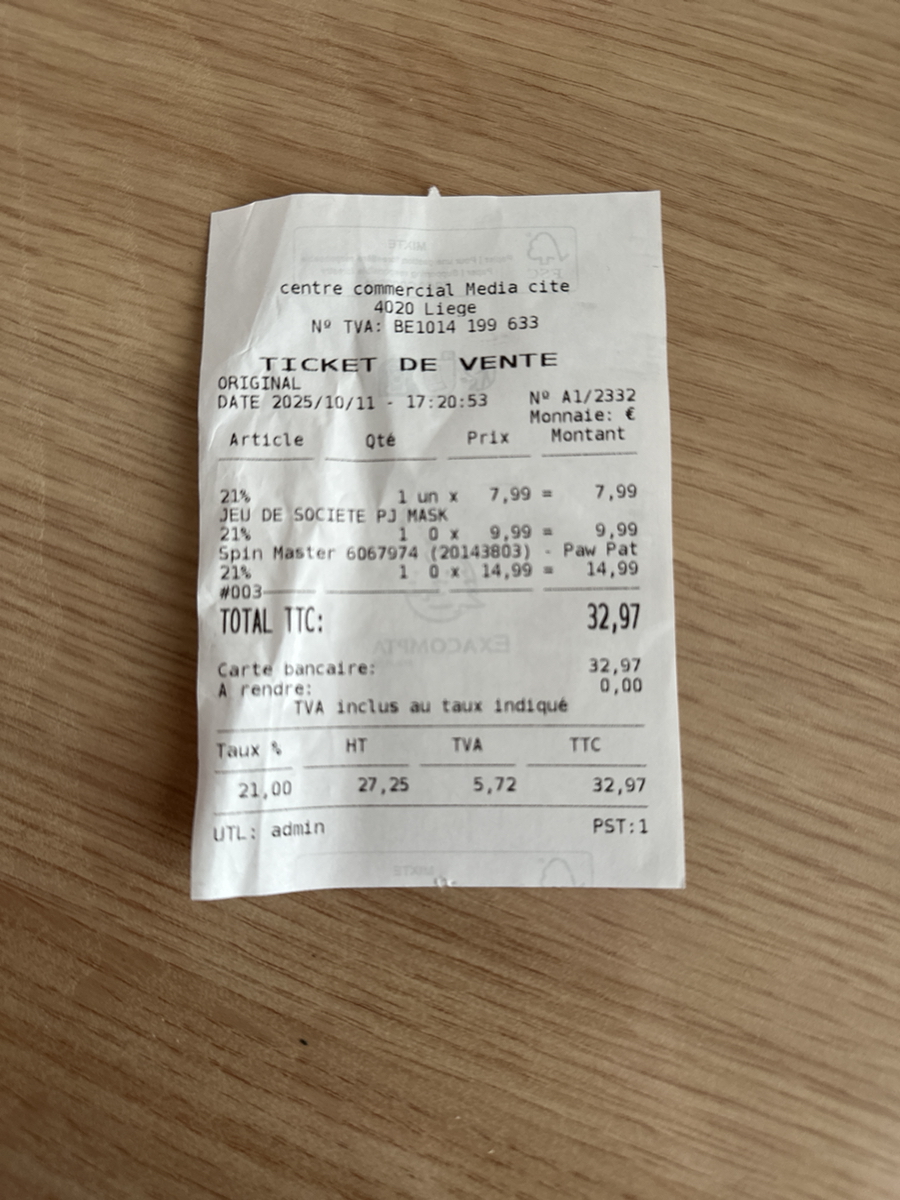 centre commercial Media cite
4020 Liege
Nº TVA: BE1014 199 633
TICKET DE VENTE
ORIGINAL
DATE 2025/10/11 - 17:20:53 Nº A1/2332
Monnaie: €
Article Qté Prix Montant
21% 1 un x 7,99 = 7,99
JEU DE SOCIETE PJ MASK
21% 1 0 x 9,99 = 9,99
Spin Master 6067974 (20143803) - Paw Pat
21% 1 0 x 14,99 = 14,99
#003
TOTAL TTC: 32,97
Carte bancaire: 32,97
A rendre: 0,00
TVA inclus au taux indiqué
Taux % HT TVA TTC
21,00 27,25 5,72 32,97
UTL: admin PST:1
EXACOMPTA
MIXTE